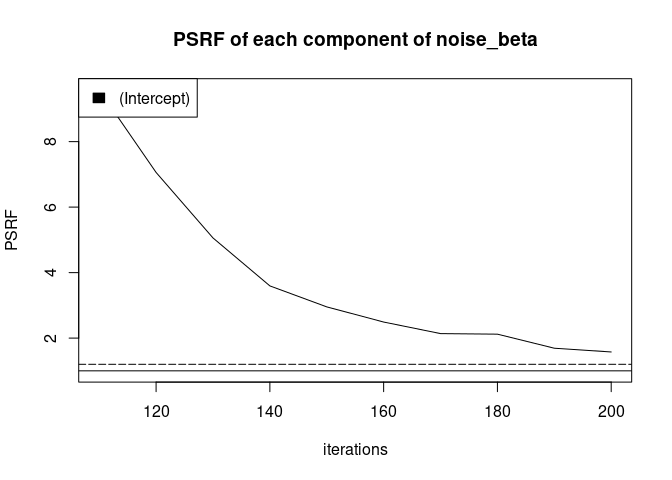 PSRF of each component of noise_beta
(Intercept)
8
6
4
2
PSRF
120 140 160 180 200
iterations